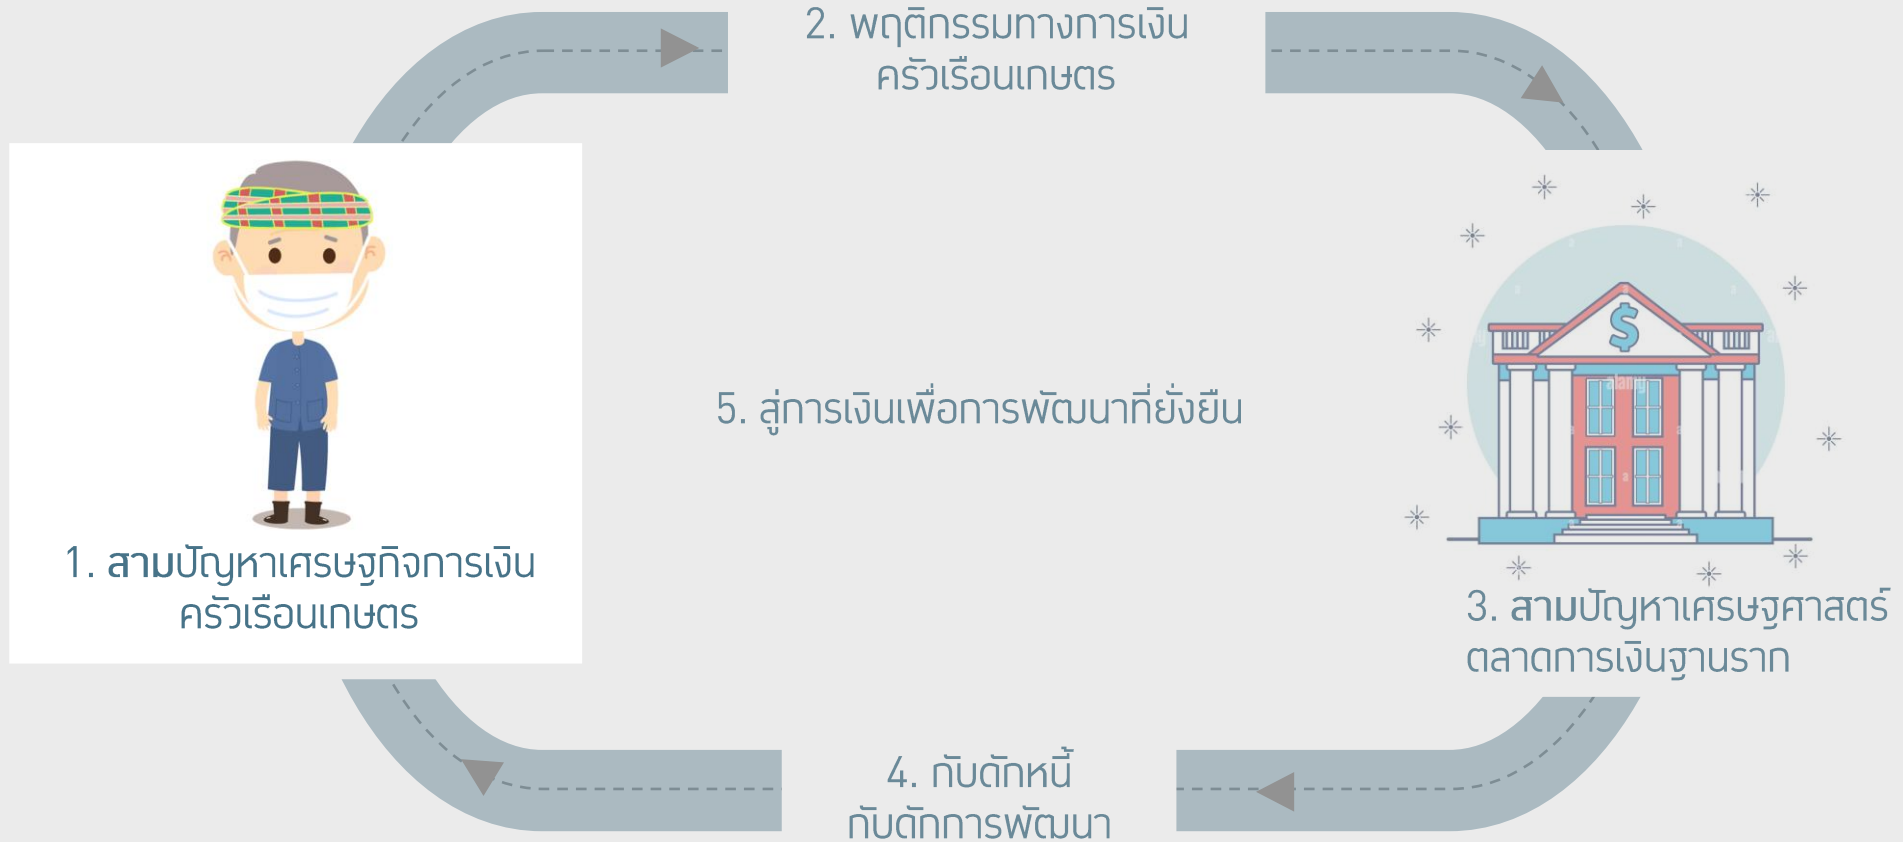 2. พฤติกรรมทางการเงิน
ครัวเรือนเกษตร
1. สามปัญหาเศรษฐกิจการเงิน
ครัวเรือนเกษตร
$
alamy
5. สู่การเงินเพื่อการพัฒนาที่ยั่งยืน
3. สามปัญหาเศรษฐศาสตร์
ตลาดการเงินฐานราก
4. กับดักหนี้
กับดักการพัฒนา